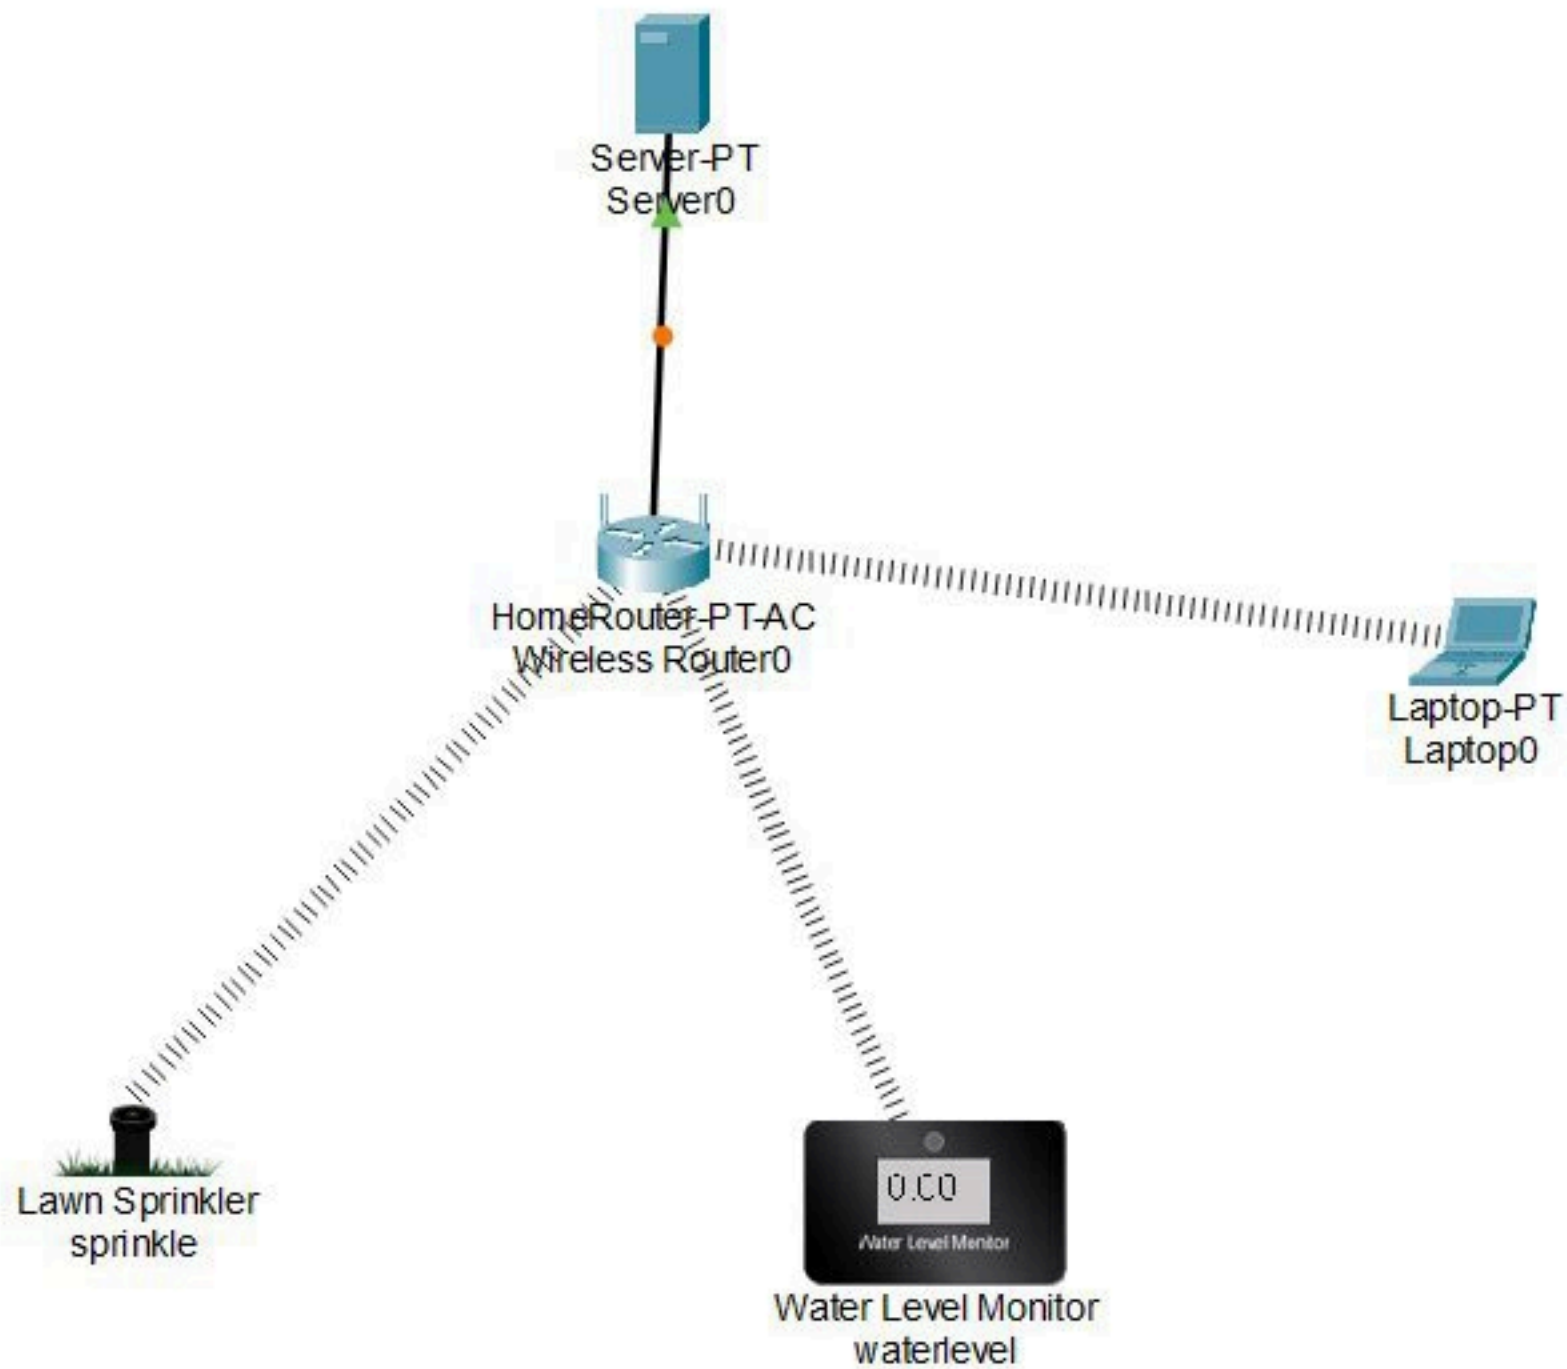 Server-PT
Server0
HomeRouter-PT-AC
Wireless Router0
Laptop-PT
Laptop0
Lawn Sprinkler
sprinkle
0.00
Water Level Monitor
Water Level Monitor
waterlevel